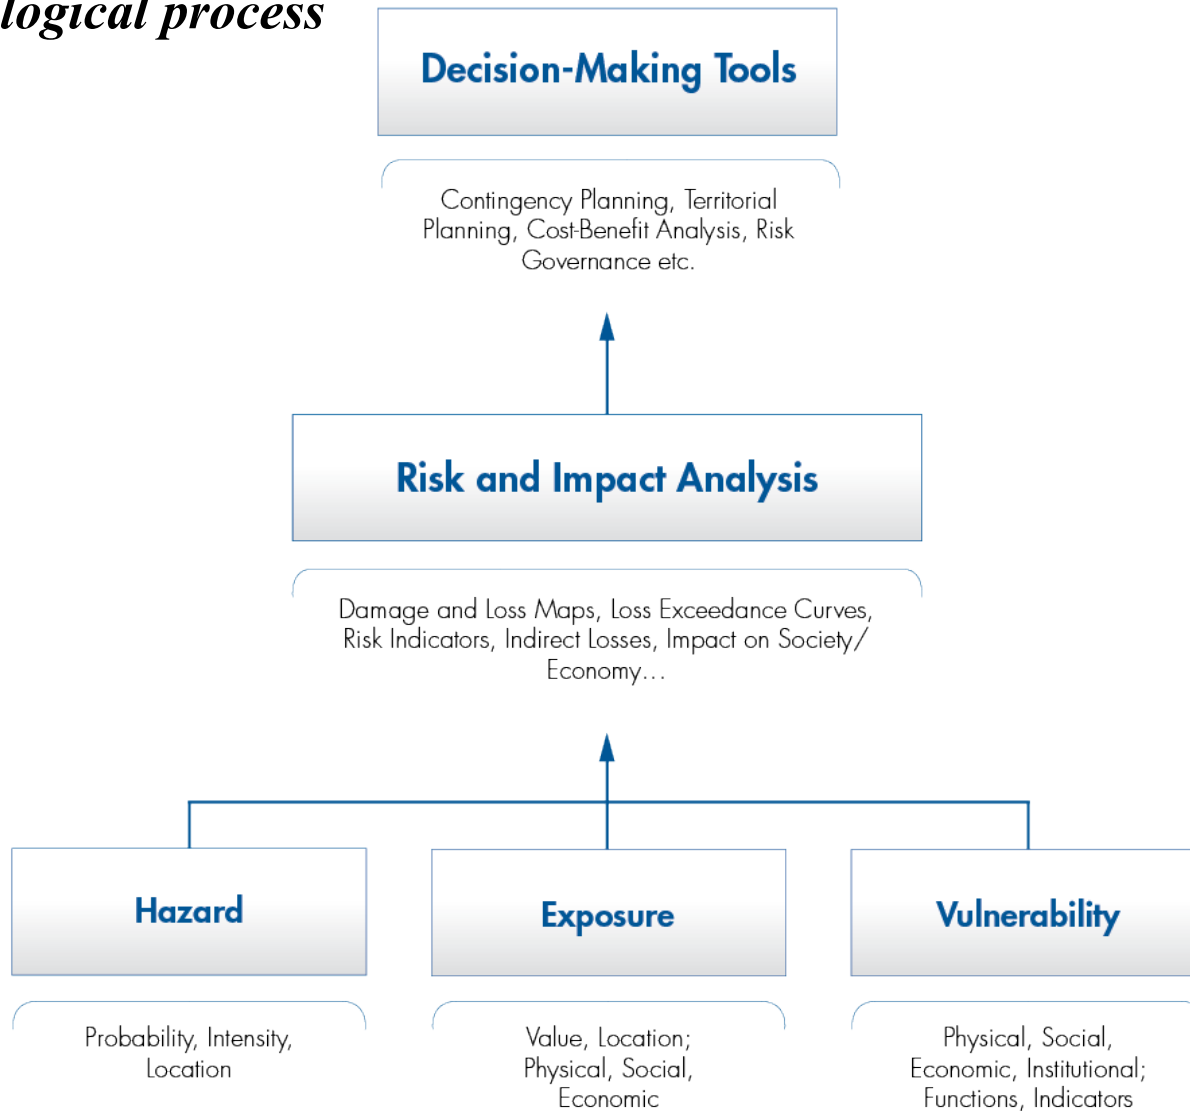 logical process
Decision-Making Tools
Contingency Planning, Territorial
Planning, Cost-Benefit Analysis, Risk
Governance etc.
Risk and Impact Analysis
Damage and Loss Maps, Loss Exceedance Curves,
Risk Indicators, Indirect Losses, Impact on Society/
Economy...
Hazard
Exposure
Vulnerability
Probability, Intensity,
Location
Value, Location;
Physical, Social,
Economic
Physical, Social,
Economic, Institutional;
Functions, Indicators